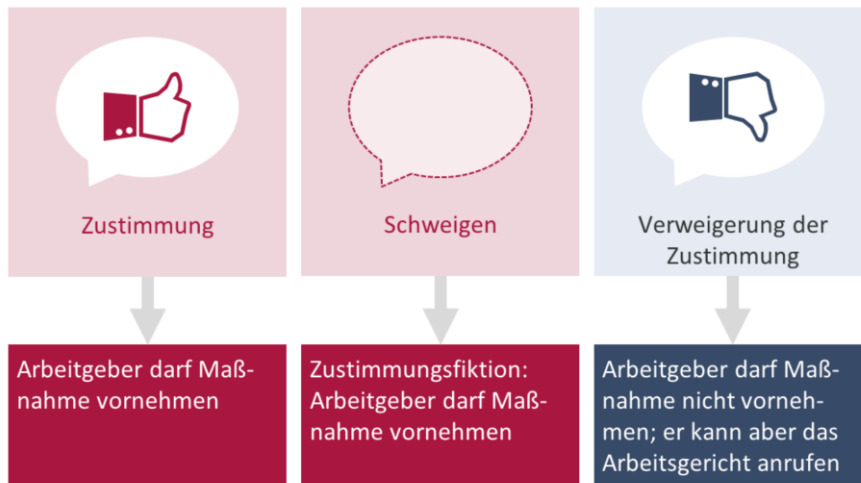 Zustimmung
Schweigen
Verweigerung der
Zustimmung
Arbeitgeber darf Maß-
nahme vornehmen
Zustimmungsfiktion:
Arbeitgeber darf Maß-
nahme vornehmen
Arbeitgeber darf Maß-
nahme nicht vorneh-
men; er kann aber das
Arbeitsgericht anrufen